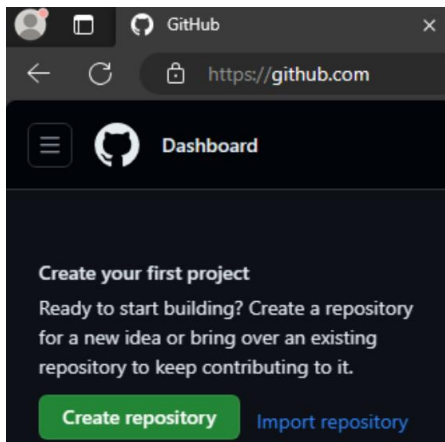 GitHub
https://github.com
Dashboard
Create your first project
Ready to start building? Create a repository
for a new idea or bring over an existing
repository to keep contributing to it.
Create repository
Import repository